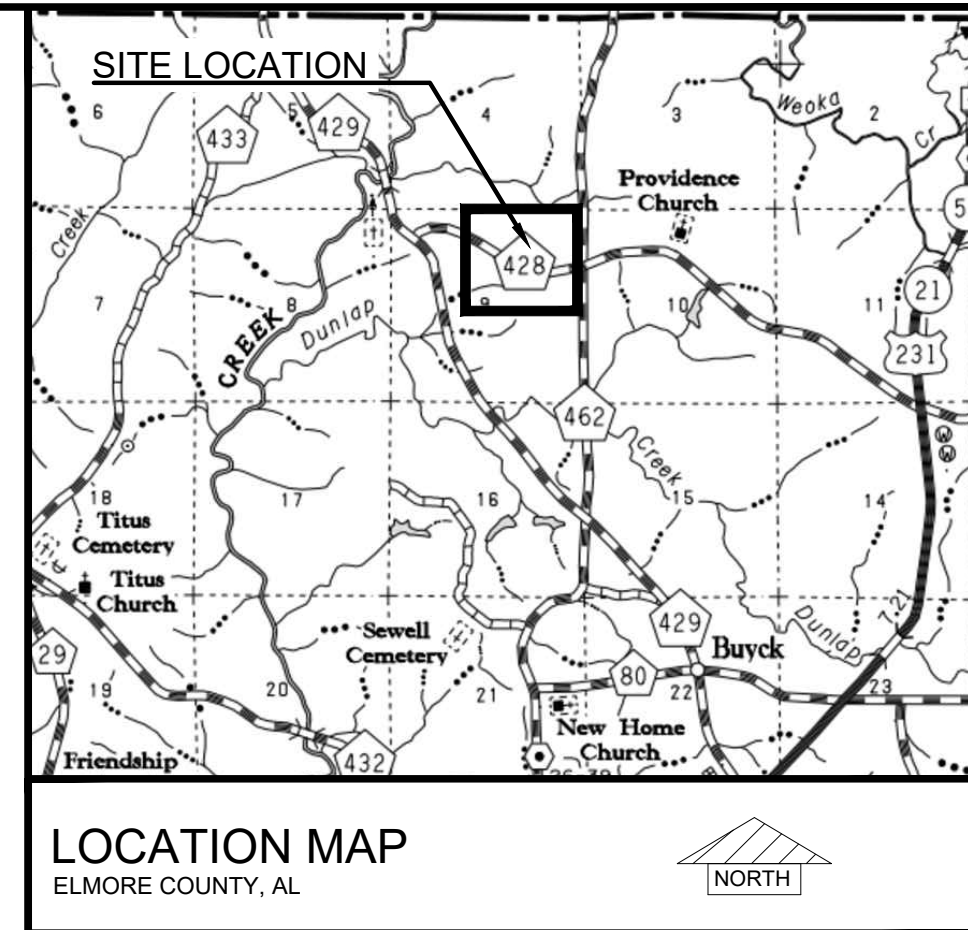 SITE LOCATION
6
5
4
3
2
433
429
Weoka
Cr
Providence
Church
5
Creek
428
7
8
9
10
11
21
231
CREEK
Dunlap
462
Creek
18
17
16
15
14
Titus
Cemetery
Titus
Church
Dunlap
7.21
29
Sewell
Cemetery
429
Buyck
80
19
20
21
22
23
New Home
Church
Friendship
432
LOCATION MAP
ELMORE COUNTY, AL
NORTH